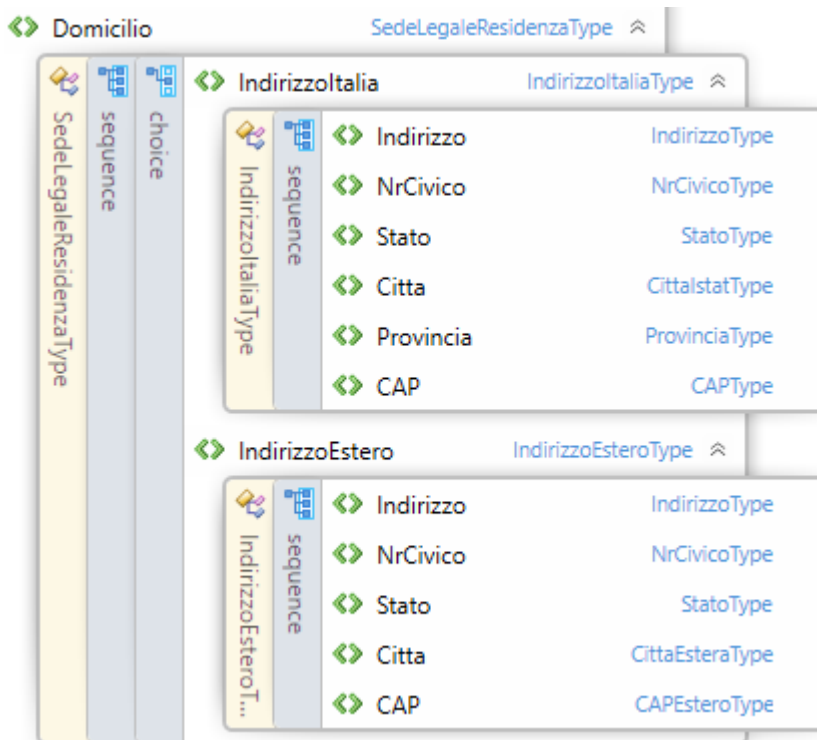 Domicilio SedeLegaleResidenzaType
SedeLegaleResidenzaType
sequence
choice
IndirizzoItalia IndirizzoItaliaType
IndirizzoItaliaType
sequence
Indirizzo IndirizzoType
NrCivico NrCivicoType
Stato StatoType
Citta CittaIstatType
Provincia ProvinciaType
CAP CAPType
IndirizzoEstero IndirizzoEsteroType
IndirizzoEsteroT...
sequence
Indirizzo IndirizzoType
NrCivico NrCivicoType
Stato StatoType
Citta CittaEsteraType
CAP CAPEsteroType